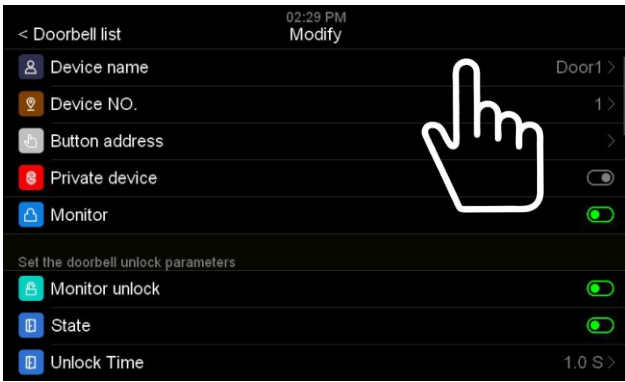 02:29 PM
< Doorbell list Modify
Device name Door1 >
Device NO. 1 >
Button address >
Private device
Monitor
Set the doorbell unlock parameters
Monitor unlock
State
Unlock Time 1.0 S >